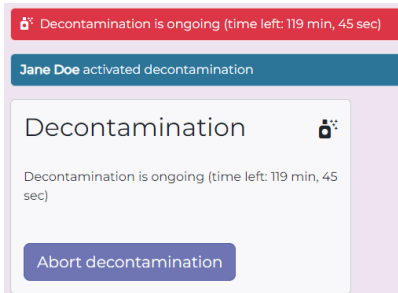 Decontamination is ongoing (time left: 119 min, 45 sec)
Jane Doe activated decontamination
Decontamination
Decontamination is ongoing (time left: 119 min, 45
sec)
Abort decontamination